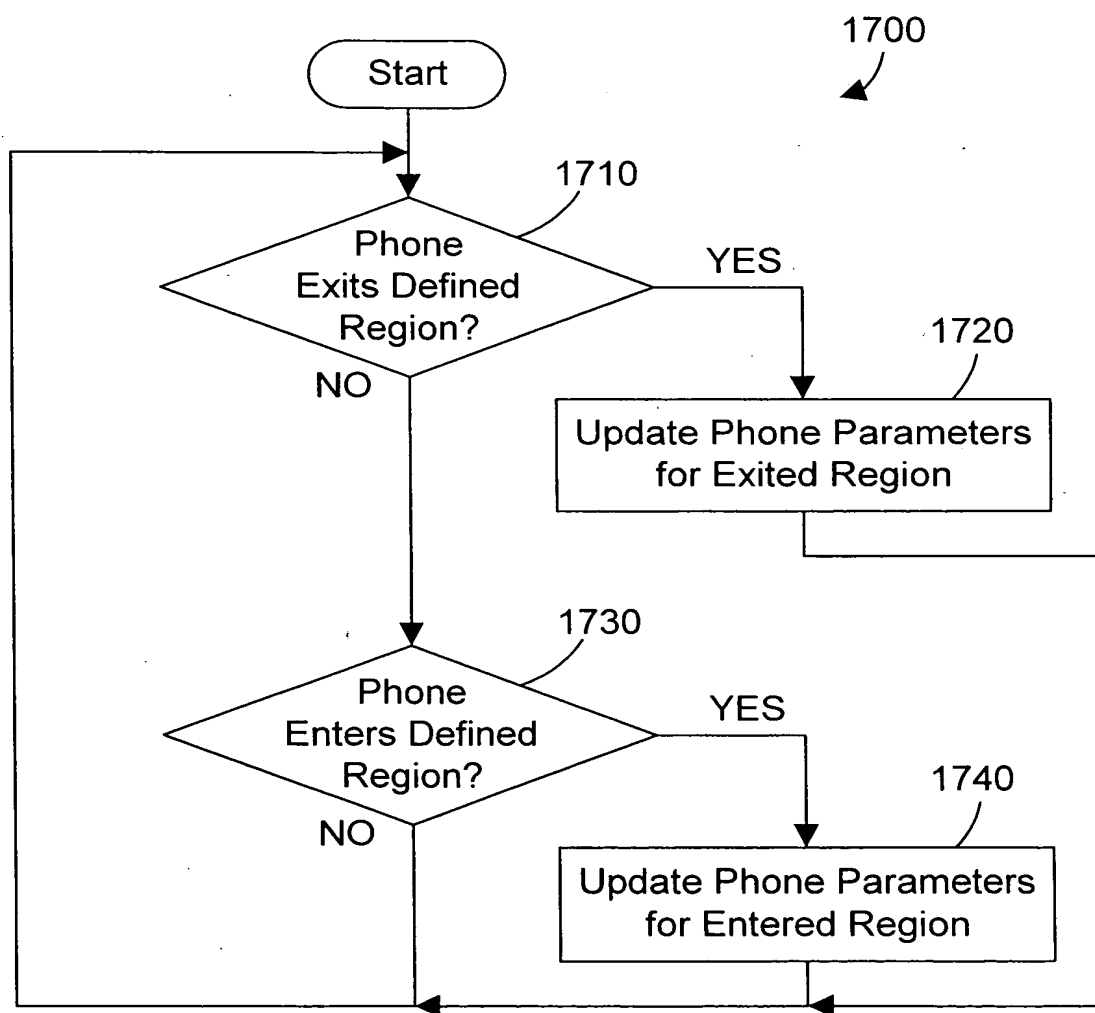 1700
Start
1710
Phone
Exits Defined
Region?
YES
NO
1720
Update Phone Parameters
for Exited Region
1730
Phone
Enters Defined
Region?
YES
NO
1740
Update Phone Parameters
for Entered Region